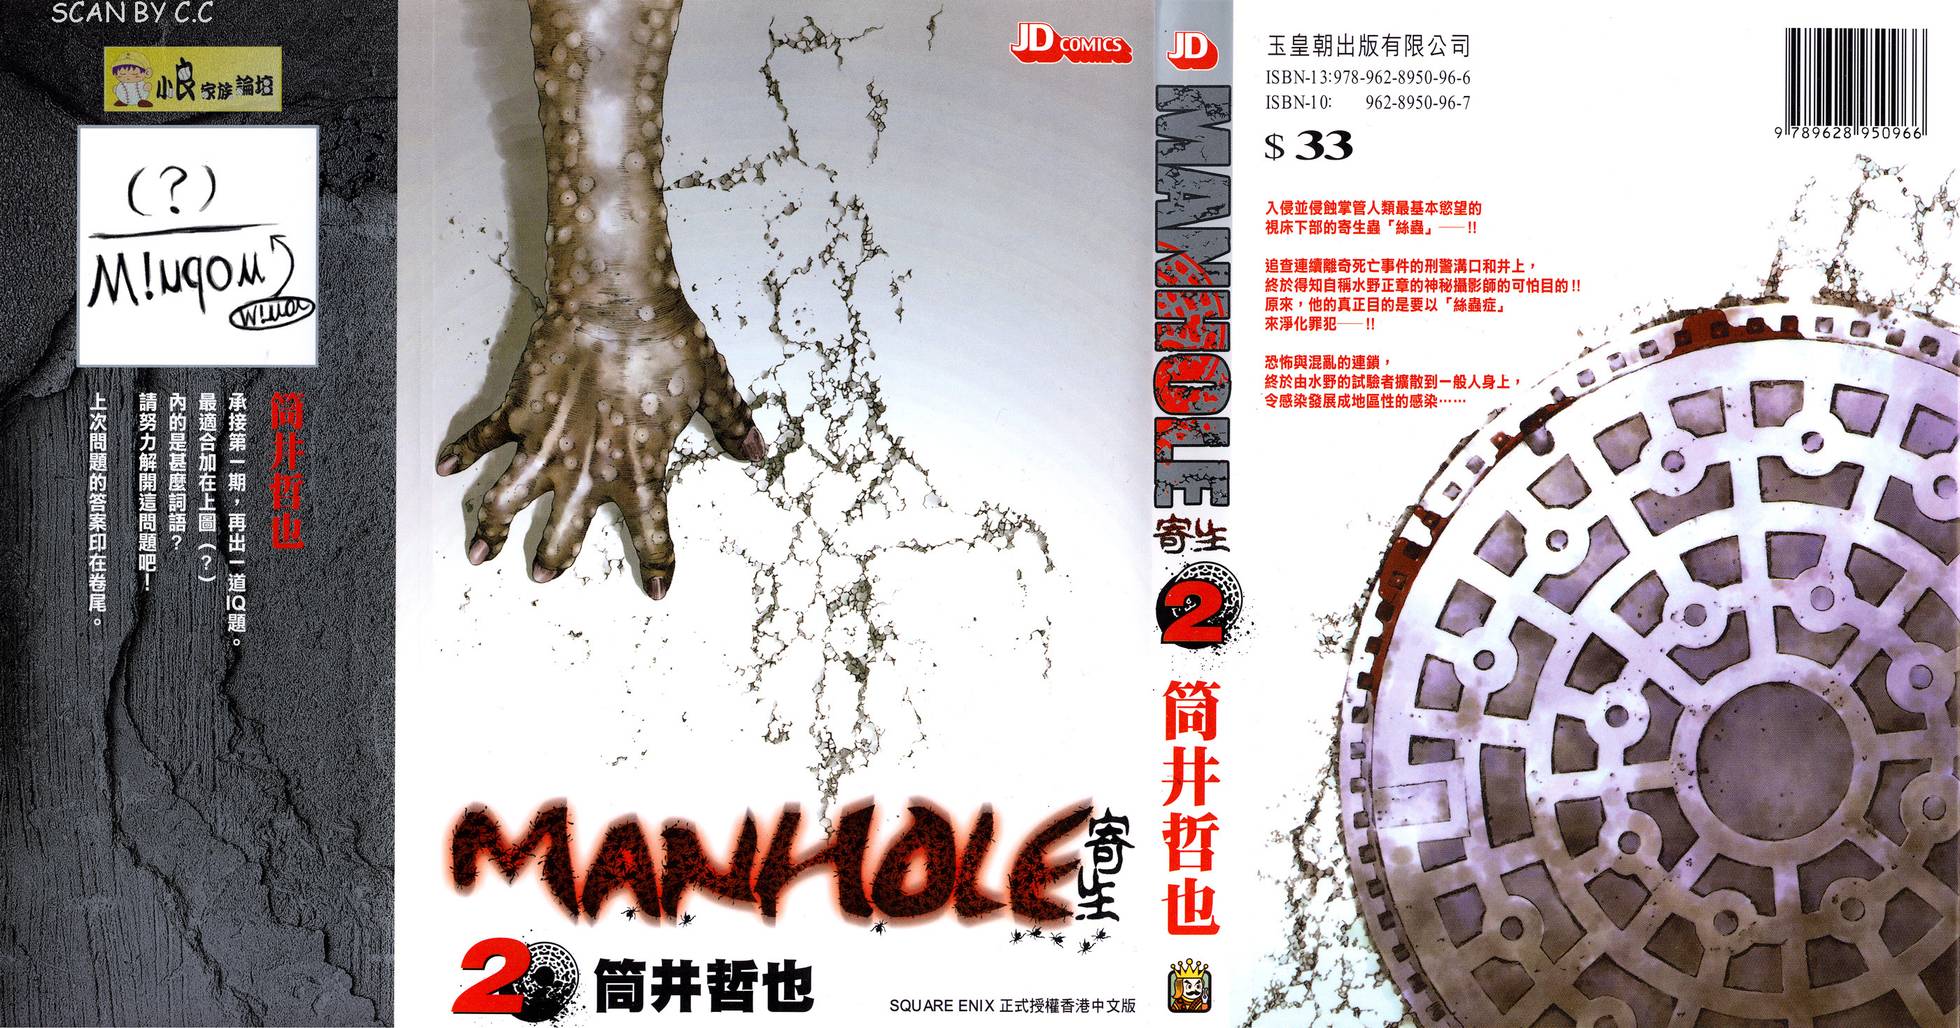 SCAN BY C.C
小良家族論坛
(?)
筒井哲也
承接第一期，再出一道IQ題。
最適合加在上圖（？）
內的是甚麼詞語？
請努力解開這問題吧！
上次問題的答案印在卷尾。
JD COMICS
MANHOLE
寄生
2
筒井哲也
SQUARE ENIX 正式授權香港中文版
JD
MANHOLE
寄生
2
筒井哲也
玉皇朝出版有限公司
ISBN-13:978-962-8950-96-6
ISBN-10: 962-8950-96-7
$ 33
9 789628 950966
入侵並侵蝕掌管人類最基本慾望的
視床下部的寄生蟲「絲蟲」——!!
追查連續離奇死亡事件的刑警溝口和井上，
終於得知自稱水野正章的神秘攝影師的可怕目的!!
原來，他的真正目的是要以「絲蟲症」
來淨化罪犯——!!
恐怖與混亂的連鎖，
終於由水野的試驗者擴散到一般人身上，
令感染發展成地區性的感染……